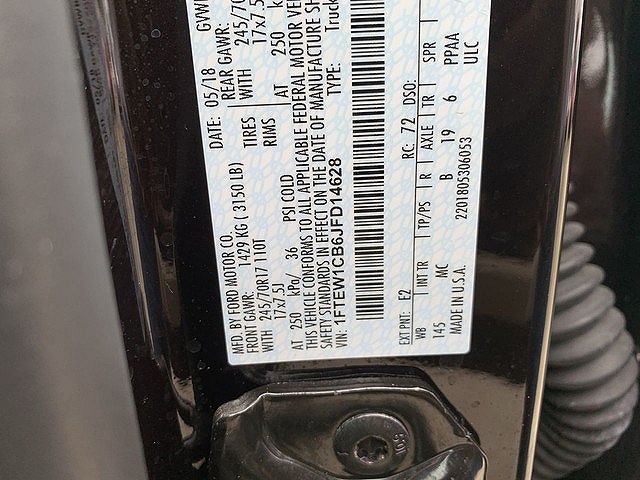 MFD. BY FORD MOTOR CO.
DATE: 05/18
GVW
FRONT GAWR: 1429 KG ( 3150 LB)
REAR GAWR:
WITH 245/70R17 110T TIRES
WITH 245/70
17x7.5J RIMS
17x7.5
AT 250 kPa/ 36 PSI COLD
AT 250 k
THIS VEHICLE CONFORMS TO ALL APPLICABLE FEDERAL MOTOR VE
SAFETY STANDARDS IN EFFECT ON THE DATE OF MANUFACTURE SH
VIN: 1FTEW1CB6JFD14628
TYPE: Truck
EXT PNT: E2 RC: 72 DSO:
WB INT TR TP/PS R AXLE TR SPR
145 MC B 19 6 PPAA
MADE IN U.S.A. 2201805306053 ULC